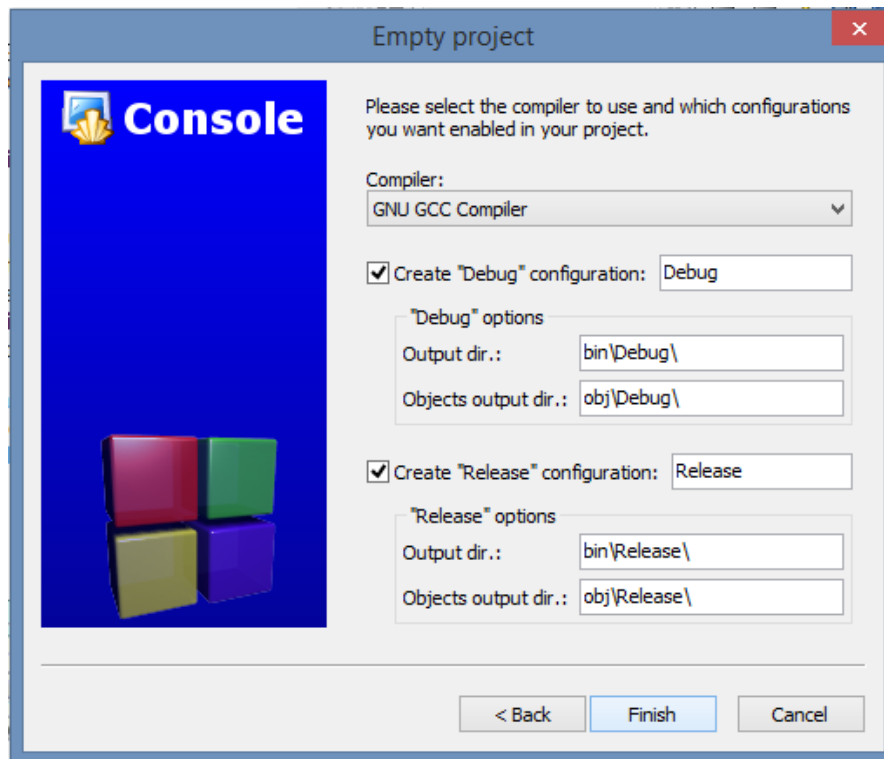 Empty project
Console
Please select the compiler to use and which configurations
you want enabled in your project.
Compiler:
GNU GCC Compiler
Create "Debug" configuration: Debug
"Debug" options
Output dir.: bin\Debug\
Objects output dir.: obj\Debug\
Create "Release" configuration: Release
"Release" options
Output dir.: bin\Release\
Objects output dir.: obj\Release\
< Back Finish Cancel